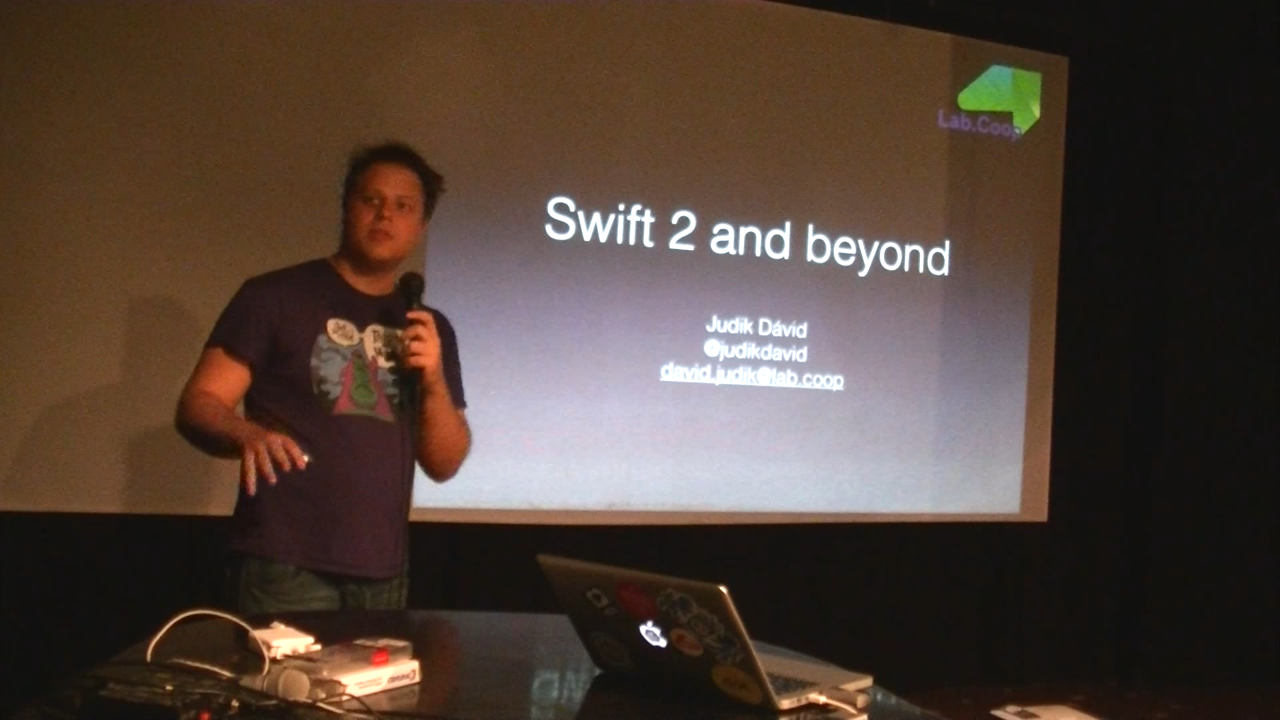 Lab.Coop
Swift 2 and beyond
Judik Dávid
@judikdavid
david.judik@lab.coop